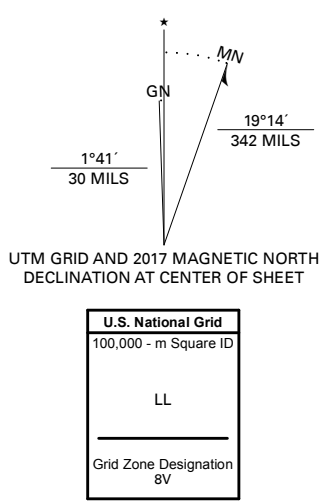 ★
MN
GN
19°14´
342 MILS
1°41´
30 MILS
UTM GRID AND 2017 MAGNETIC NORTH
DECLINATION AT CENTER OF SHEET
U.S. National Grid
100,000 - m Square ID
LL
Grid Zone Designation
8V